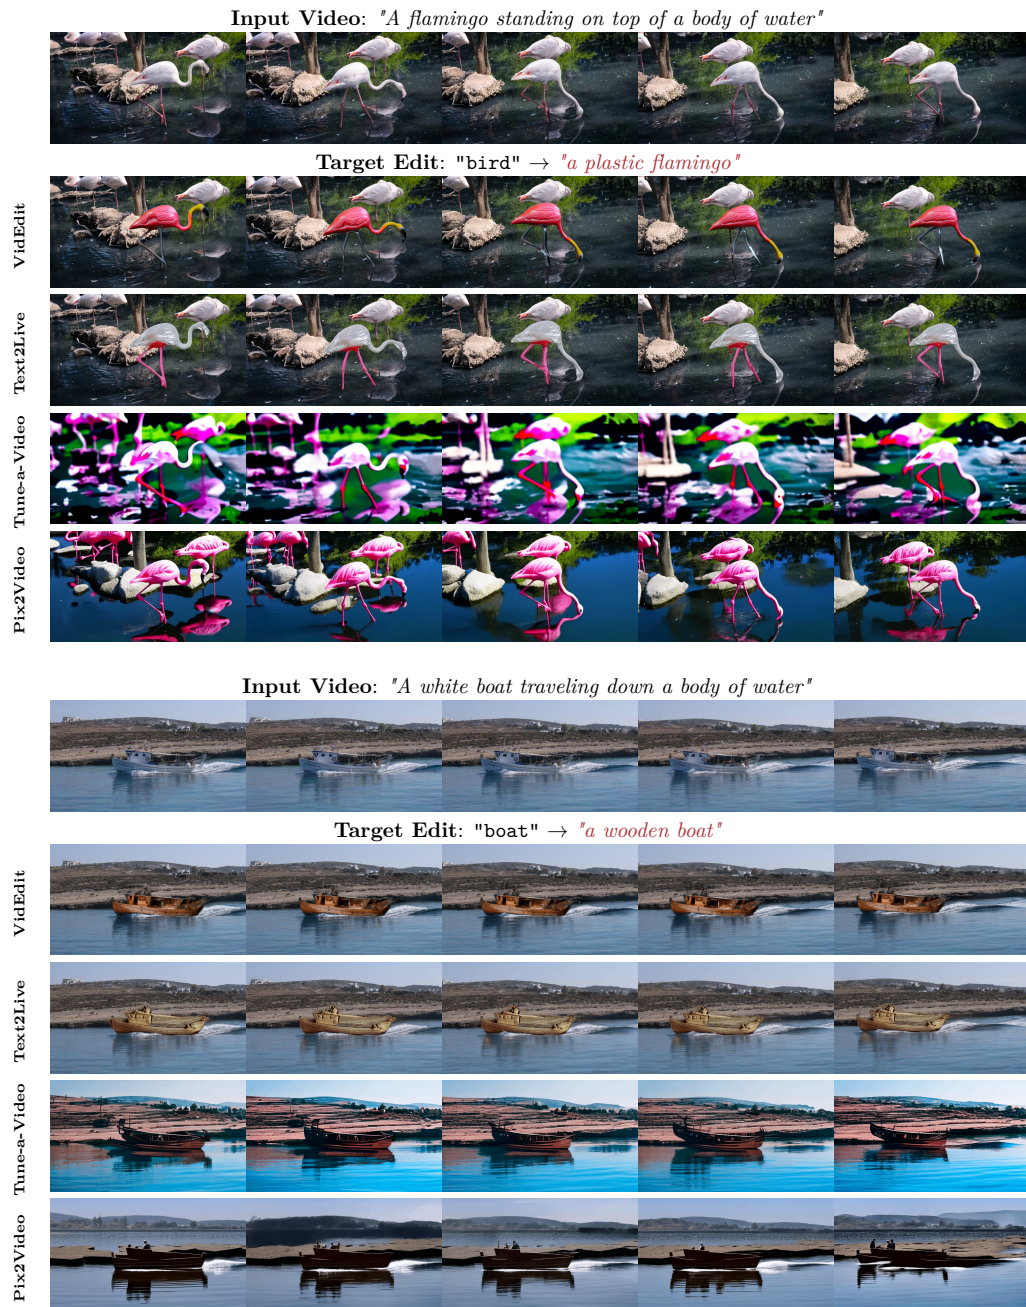 Input Video: "A flamingo standing on top of a body of water"
Target Edit: "bird" → "a plastic flamingo"
VidEdit
Text2Live
Tune-a-Video
Pix2Video
Input Video: "A white boat traveling down a body of water"
Target Edit: "boat" → "a wooden boat"
VidEdit
Text2Live
Tune-a-Video
Pix2Video